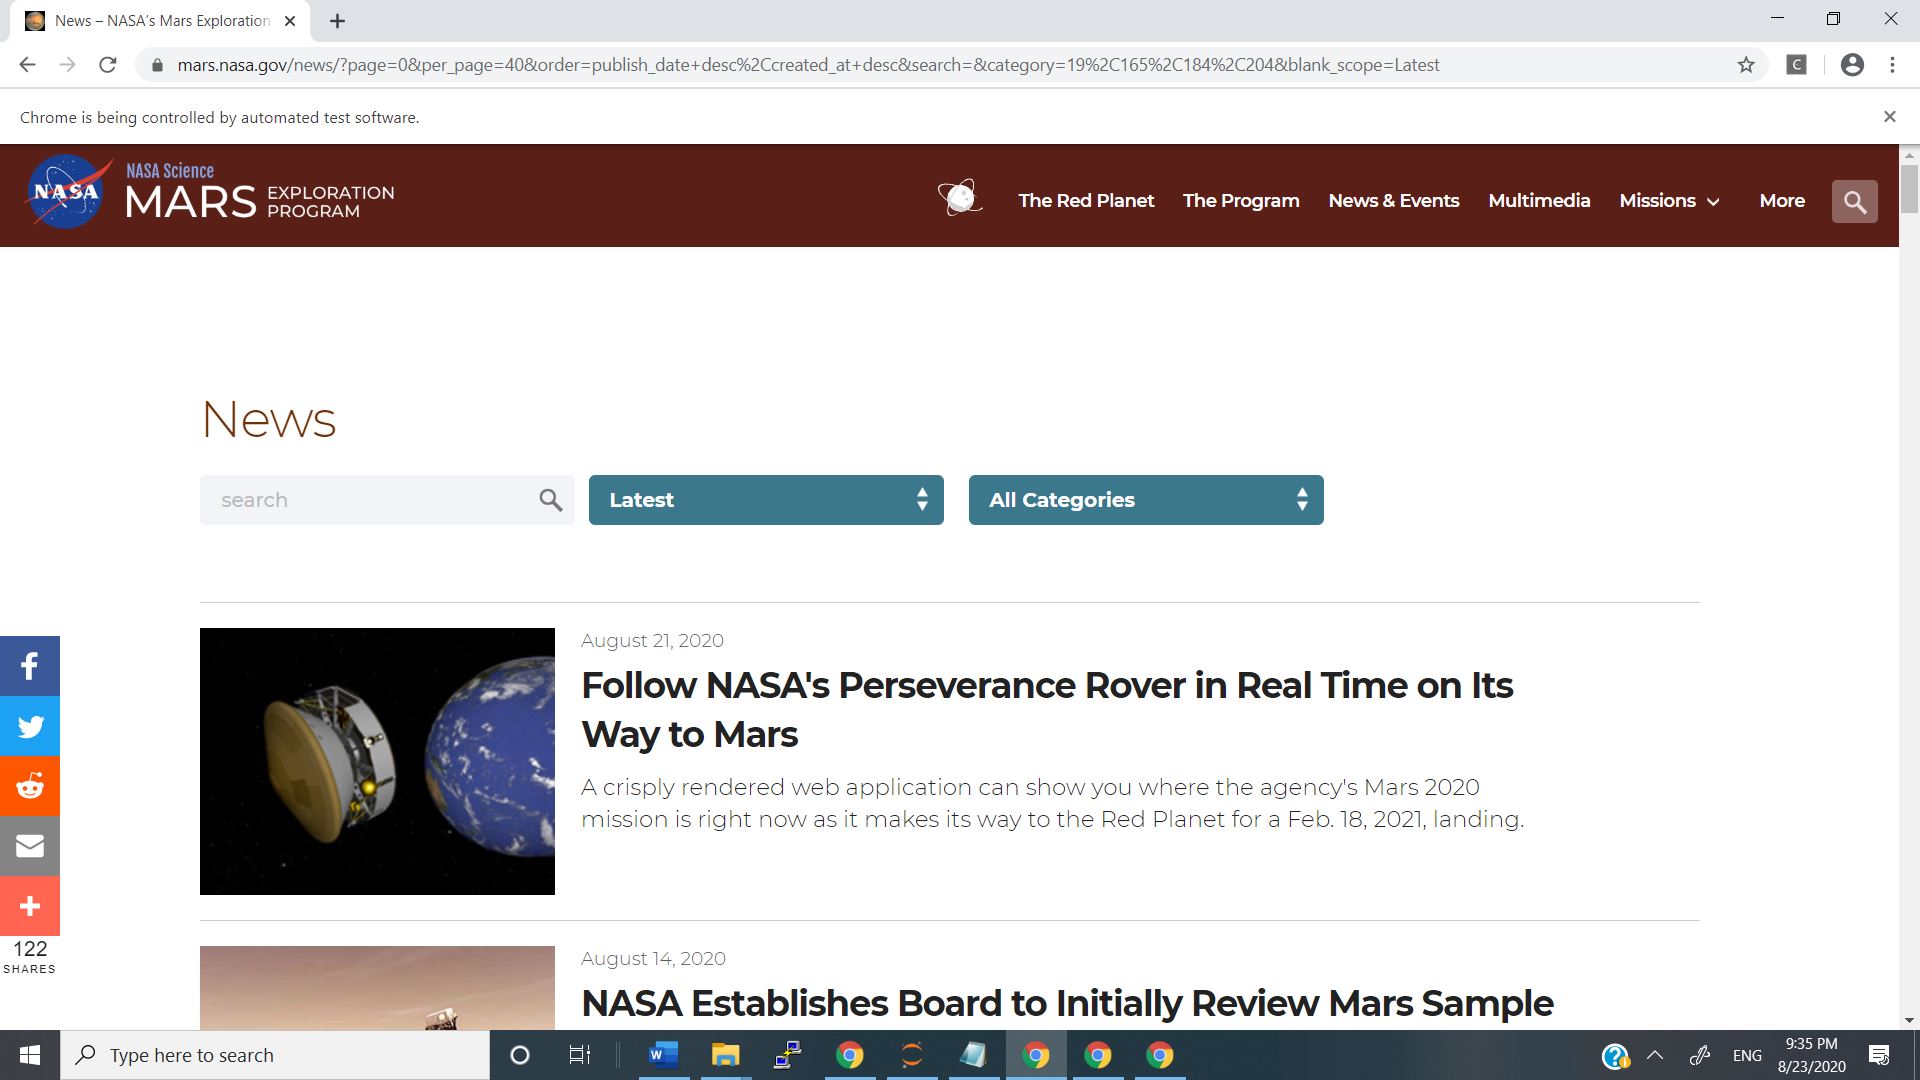 News – NASA's Mars Exploration
mars.nasa.gov/news/?page=0&per_page=40&order=publish_date+desc%2Ccreated_at+desc&search=&category=19%2C165%2C184%2C204&blank_scope=Latest
C
Chrome is being controlled by automated test software.
NASA
NASA Science
MARS EXPLORATION
PROGRAM
The Red Planet
The Program
News & Events
Multimedia
Missions
More
News
search
Latest
All Categories
August 21, 2020
Follow NASA's Perseverance Rover in Real Time on Its
Way to Mars
A crisply rendered web application can show you where the agency's Mars 2020
mission is right now as it makes its way to the Red Planet for a Feb. 18, 2021, landing.
122
SHARES
August 14, 2020
NASA Establishes Board to Initially Review Mars Sample
Type here to search
W
ENG
9:35 PM
8/23/2020